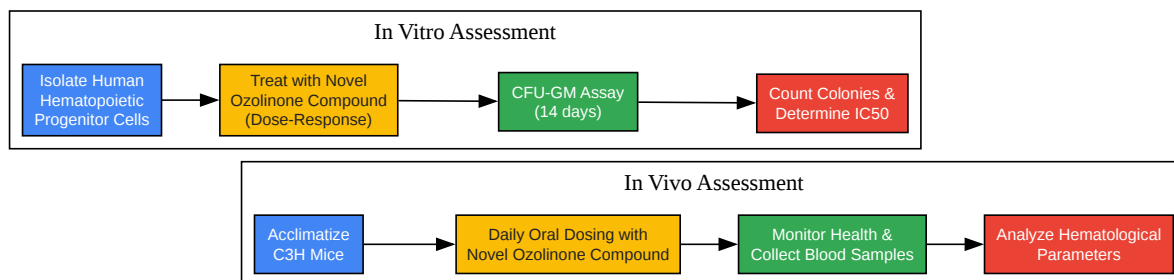 In Vitro Assessment
Isolate Human
Hematopoietic
Progenitor Cells
Treat with Novel
Ozolinone Compound
(Dose-Response)
CFU-GM Assay
(14 days)
Count Colonies &
Determine IC50
In Vivo Assessment
Acclimatize
C3H Mice
Daily Oral Dosing with
Novel Ozolinone Compound
Monitor Health &
Collect Blood Samples
Analyze Hematological
Parameters